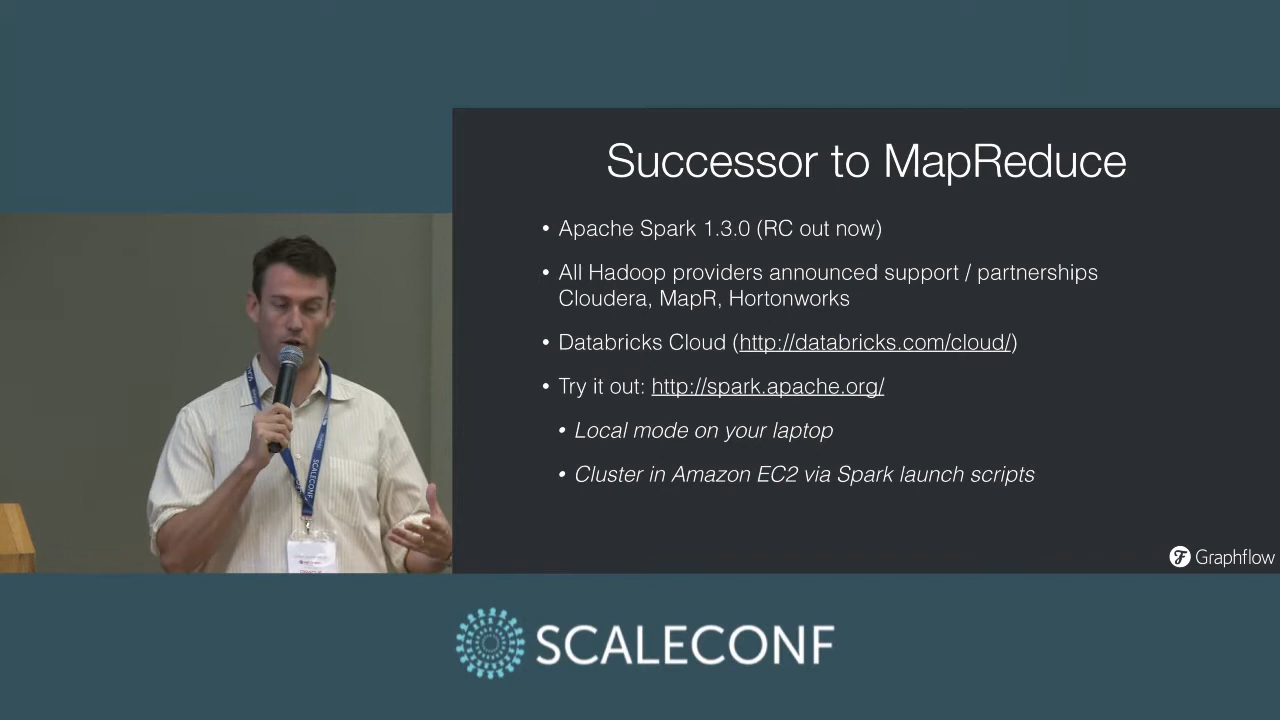 Successor to MapReduce
• Apache Spark 1.3.0 (RC out now)
• All Hadoop providers announced support / partnerships
Cloudera, MapR, Hortonworks
• Databricks Cloud (http://databricks.com/cloud/)
• Try it out: http://spark.apache.org/
• Local mode on your laptop
• Cluster in Amazon EC2 via Spark launch scripts
Graphflow
SCALECONF
SCALECONF